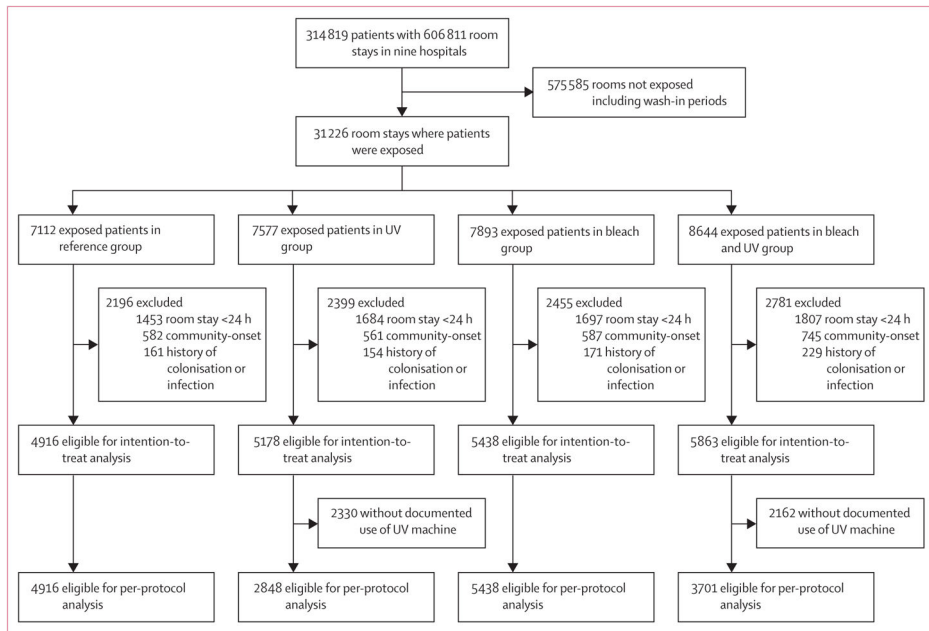 314 819 patients with 606 811 room
stays in nine hospitals
575 585 rooms not exposed
including wash-in periods
31 226 room stays where patients
were exposed
7112 exposed patients in
reference group
7577 exposed patients in UV
group
7893 exposed patients in bleach
group
8644 exposed patients in bleach
and UV group
2196 excluded
1453 room stay <24 h
582 community-onset
161 history of
colonisation or
infection
2399 excluded
1684 room stay <24 h
561 community-onset
154 history of
colonisation or
infection
2455 excluded
1697 room stay <24 h
587 community-onset
171 history of
colonisation or
infection
2781 excluded
1807 room stay <24 h
745 community-onset
229 history of
colonisation or
infection
4916 eligible for intention-to-
treat analysis
5178 eligible for intention-to-
treat analysis
5438 eligible for intention-to-
treat analysis
5863 eligible for intention-to-
treat analysis
2330 without documented
use of UV machine
2162 without documented
use of UV machine
4916 eligible for per-protocol
analysis
2848 eligible for per-protocol
analysis
5438 eligible for per-protocol
analysis
3701 eligible for per-protocol
analysis